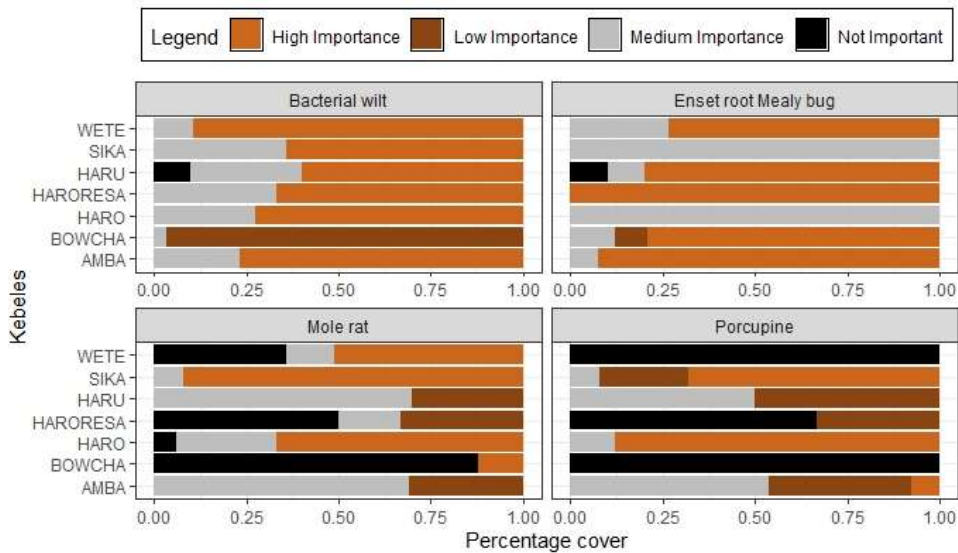 Legend High Importance Low Importance Medium Importance Not Important
Bacterial wilt Enset root Mealy bug
WETE
SIKA
HARU
HARORESA
HARO
BOWCHA
AMBA
0.00 0.25 0.50 0.75 1.00 0.00 0.25 0.50 0.75 1.00
Kebeles
Mole rat Porcupine
WETE
SIKA
HARU
HARORESA
HARO
BOWCHA
AMBA
0.00 0.25 0.50 0.75 1.00 0.00 0.25 0.50 0.75 1.00
Percentage cover